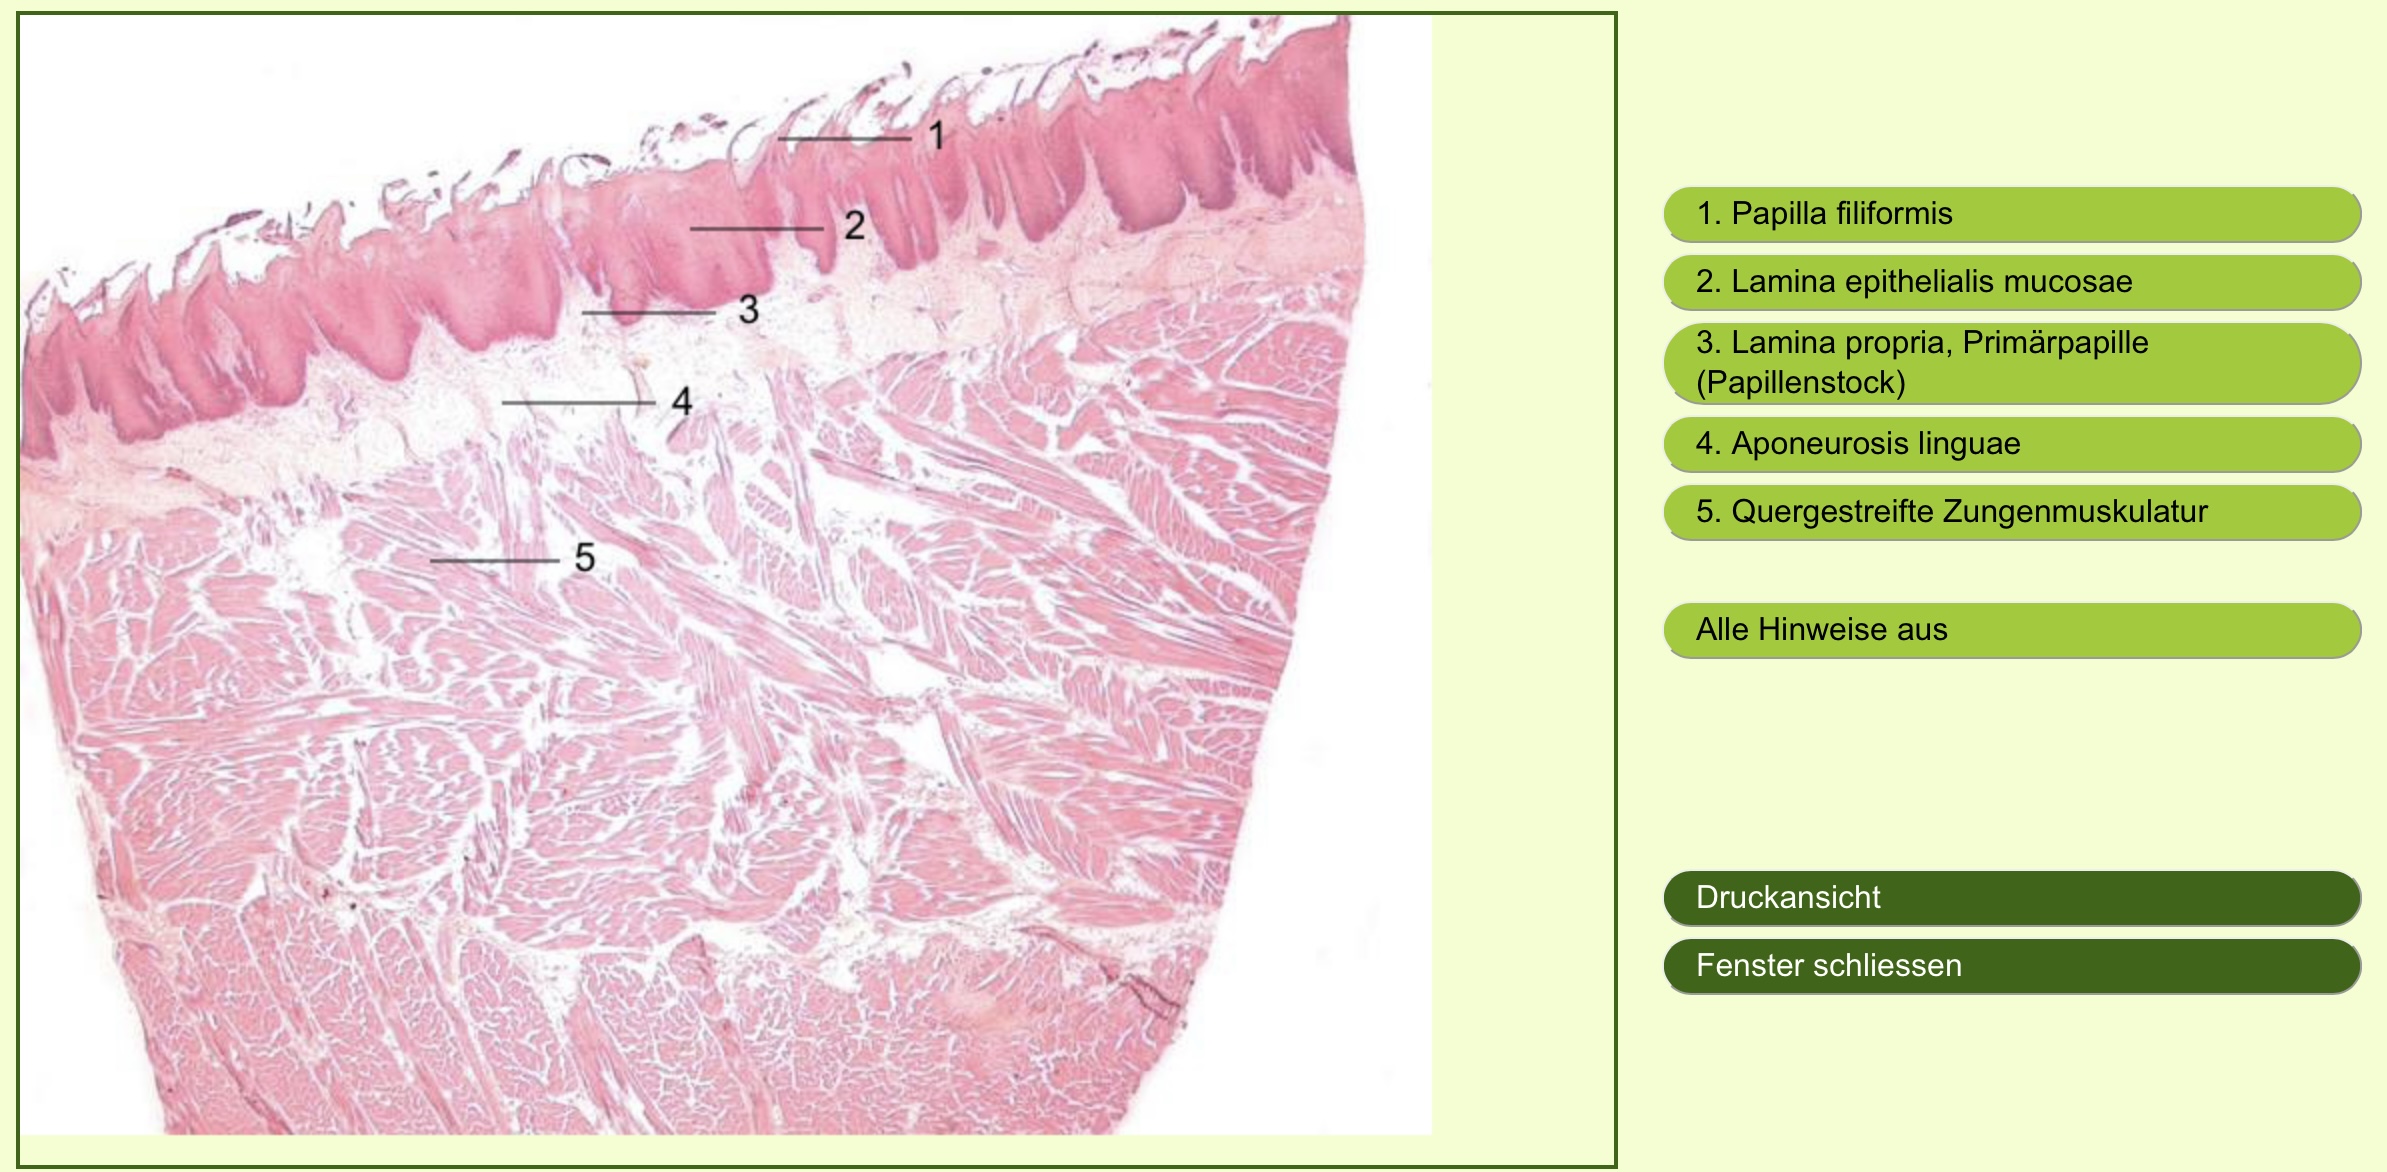 1
2
3
4
5
1. Papilla filiformis
2. Lamina epithelialis mucosae
3. Lamina propria, Primärpapille
(Papillenstock)
4. Aponeurosis linguae
5. Quergestreifte Zungenmuskulatur
Alle Hinweise aus
Druckansicht
Fenster schliessen